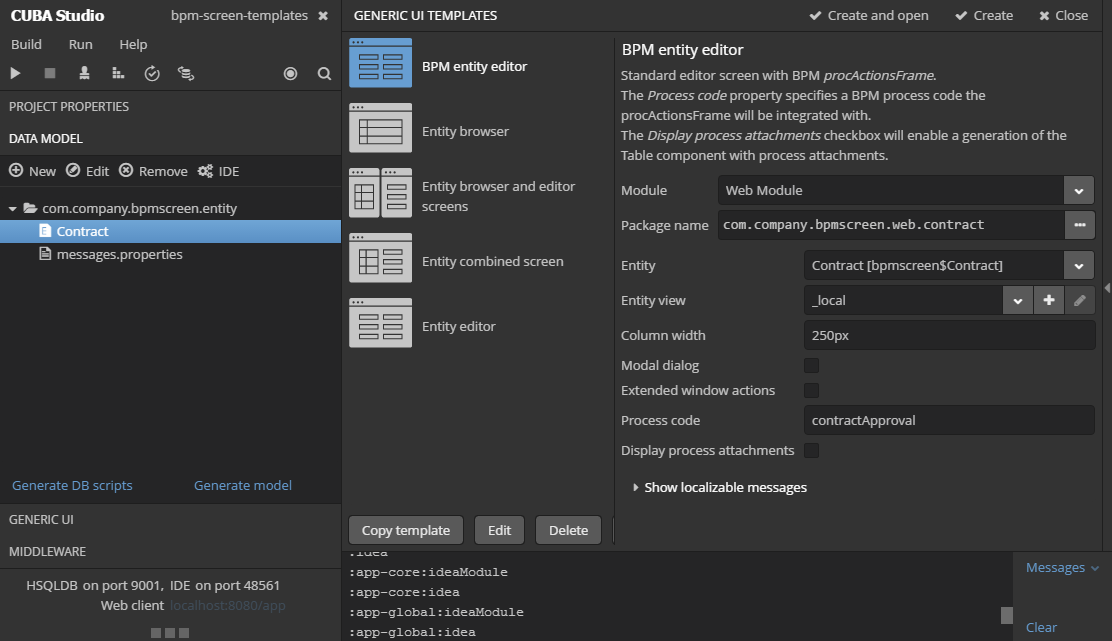 CUBA Studio
bpm-screen-templates
Build Run Help
PROJECT PROPERTIES
DATA MODEL
New Edit Remove IDE
com.company.bpmscreen.entity
Contract
messages.properties
Generate DB scripts Generate model
GENERIC UI
MIDDLEWARE
HSQLDB on port 9001, IDE on port 48561
Web client localhost:8080/app
GENERIC UI TEMPLATES
Create and open Create Close
BPM entity editor
Entity browser
Entity browser and editor
screens
Entity combined screen
Entity editor
Copy template Edit Delete
BPM entity editor
Standard editor screen with BPM procActionsFrame.
The Process code property specifies a BPM process code the
procActionsFrame will be integrated with.
The Display process attachments checkbox will enable a generation of the
Table component with process attachments.
Module Web Module
Package name com.company.bpmscreen.web.contract
Entity Contract [bpmscreen$Contract]
Entity view _local
Column width 250px
Modal dialog
Extended window actions
Process code contractApproval
Display process attachments
Show localizable messages
:idea
:app-core:ideaModule
:app-core:idea
:app-global:ideaModule
:app-global:idea
Messages
Clear